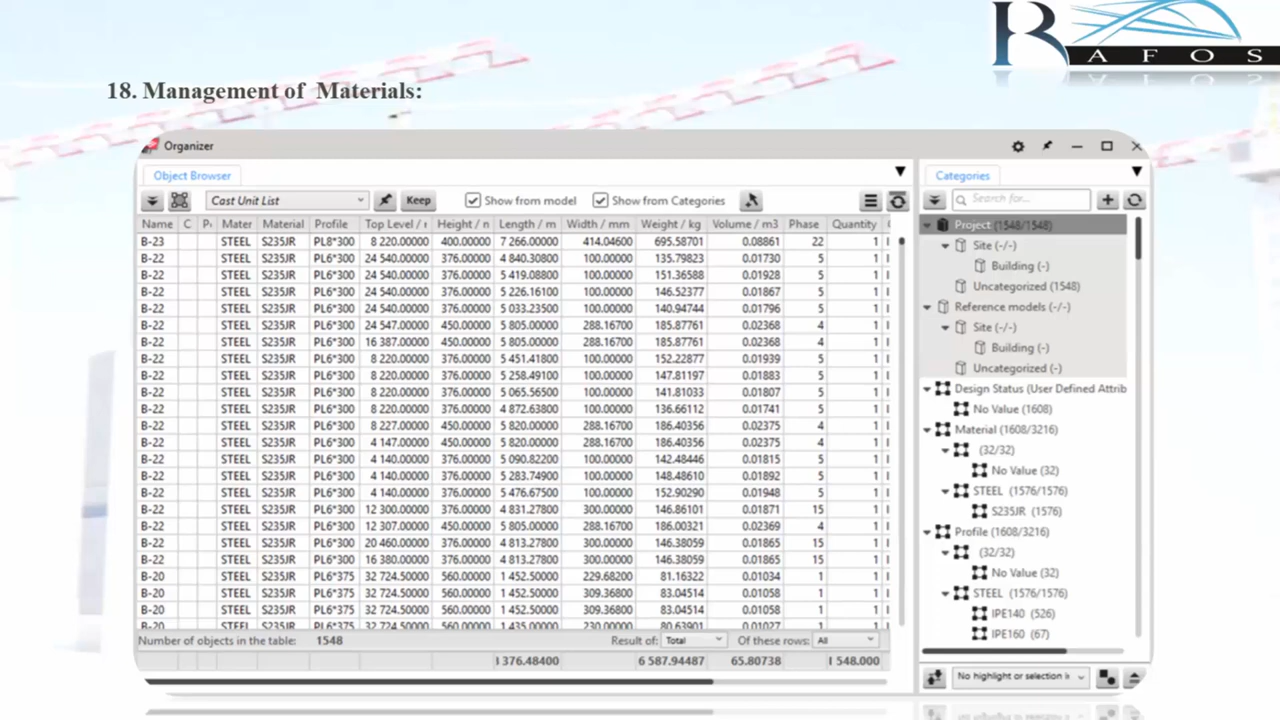 RAFOS
18. Management of Materials:
Organizer
Object Browser
Categories
Cast Unit List Keep Show from model Show from Categories
Search for...
Name C P Mater Material Profile Top Level / Height / Length / m Width / mm Weight / kg Volume / m3 Phase Quantity
B-23 STEEL S235JR PL8*300 8 220.00000 400.00000 7 266.00000 414.04600 695.58701 0.08861 22 1
B-22 STEEL S235JR PL6*300 24 540.00000 376.00000 4 840.30800 100.00000 135.79823 0.01730 5 1
B-22 STEEL S235JR PL6*300 24 540.00000 376.00000 5 419.08800 100.00000 151.36588 0.01928 5 1
B-22 STEEL S235JR PL6*300 24 540.00000 376.00000 5 226.16100 100.00000 146.52377 0.01867 5 1
B-22 STEEL S235JR PL6*300 24 540.00000 376.00000 5 033.23500 100.00000 140.94744 0.01796 5 1
B-22 STEEL S235JR PL6*300 24 547.00000 450.00000 5 805.00000 288.16700 185.87761 0.02368 4 1
B-22 STEEL S235JR PL6*300 16 387.00000 450.00000 5 805.00000 288.16700 185.87761 0.02368 4 1
B-22 STEEL S235JR PL6*300 8 220.00000 376.00000 5 451.41800 100.00000 152.22877 0.01939 5 1
B-22 STEEL S235JR PL6*300 8 220.00000 376.00000 5 258.49100 100.00000 147.81197 0.01883 5 1
B-22 STEEL S235JR PL6*300 8 220.00000 376.00000 5 065.56500 100.00000 141.81033 0.01807 5 1
B-22 STEEL S235JR PL6*300 8 220.00000 376.00000 4 872.63800 100.00000 136.66112 0.01741 5 1
B-22 STEEL S235JR PL6*300 8 227.00000 450.00000 5 820.00000 288.16700 186.40356 0.02375 4 1
B-22 STEEL S235JR PL6*300 4 147.00000 450.00000 5 820.00000 288.16700 186.40356 0.02375 4 1
B-22 STEEL S235JR PL6*300 4 140.00000 376.00000 5 090.82200 100.00000 142.48446 0.01815 5 1
B-22 STEEL S235JR PL6*300 4 140.00000 376.00000 5 283.74900 100.00000 148.48610 0.01892 5 1
B-22 STEEL S235JR PL6*300 4 140.00000 376.00000 5 476.67500 100.00000 152.90290 0.01948 5 1
B-22 STEEL S235JR PL6*300 12 300.00000 376.00000 4 831.27800 300.00000 146.86101 0.01871 15 1
B-22 STEEL S235JR PL6*300 12 307.00000 450.00000 5 805.00000 288.16700 186.00321 0.02369 4 1
B-22 STEEL S235JR PL6*300 20 460.00000 376.00000 4 813.27800 300.00000 146.38059 0.01865 15 1
B-22 STEEL S235JR PL6*300 16 380.00000 376.00000 4 813.27800 300.00000 146.38059 0.01865 15 1
B-20 STEEL S235JR PL6*375 32 724.50000 560.00000 1 452.50000 229.68200 81.16322 0.01034 1 1
B-20 STEEL S235JR PL6*375 32 724.50000 560.00000 1 452.50000 309.36800 83.04514 0.01058 1 1
B-20 STEEL S235JR PL6*375 32 724.50000 560.00000 1 452.50000 309.36800 83.04514 0.01058 1 1
B-20 STEEL S235JR PL6*375 32 724.50000 560.00000 1 435.00000 230.00000 80.63901 0.01027 1 1
Number of objects in the table: 1548 Result of: Total Of these rows: All
1 376.48400 6 587.94487 65.80738 1 548.000
Project (1548/1548)
Site (-/-)
Building (-)
Uncategorized (1548)
Reference models (-/-)
Site (-/-)
Building (-)
Uncategorized (-)
Design Status (User Defined Attrib
No Value (1608)
Material (1608/3216)
(32/32)
No Value (32)
STEEL (1576/1576)
S235JR (1576)
Profile (1608/3216)
(32/32)
No Value (32)
STEEL (1576/1576)
IPE140 (526)
IPE160 (67)
No highlight or selection i